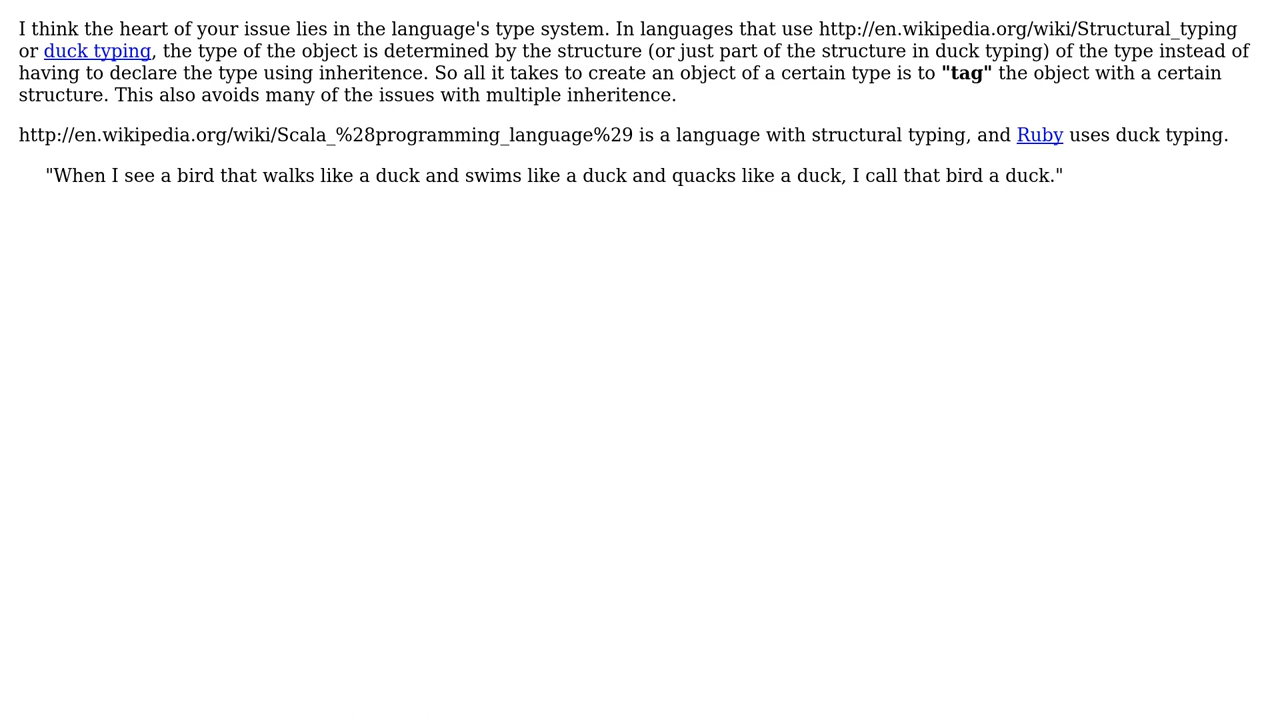 I think the heart of your issue lies in the language's type system. In languages that use http://en.wikipedia.org/wiki/Structural_typing
or duck typing, the type of the object is determined by the structure (or just part of the structure in duck typing) of the type instead of
having to declare the type using inheritence. So all it takes to create an object of a certain type is to "tag" the object with a certain
structure. This also avoids many of the issues with multiple inheritence.
http://en.wikipedia.org/wiki/Scala_%28programming_language%29 is a language with structural typing, and Ruby uses duck typing.
"When I see a bird that walks like a duck and swims like a duck and quacks like a duck, I call that bird a duck."